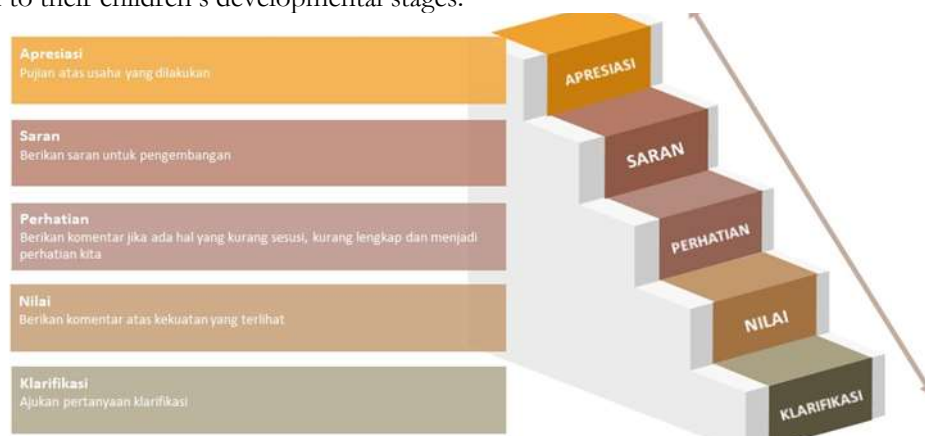 to their children's developmental stages.
Apresiasi
Pujian atas usaha yang dilakukan
APRESIASI
Saran
Berikan saran untuk pengembangan
SARAN
Perhatian
Berikan komentar jika ada hal yang kurang sesusi, kurang lengkap dan menjadi
perhatian kita
PERHATIAN
Nilai
Berikan komentar atas kekuatan yang terlihat
NILAI
Klarifikasi
Ajukan pertanyaan klarifikasi
KLARIFIKASI